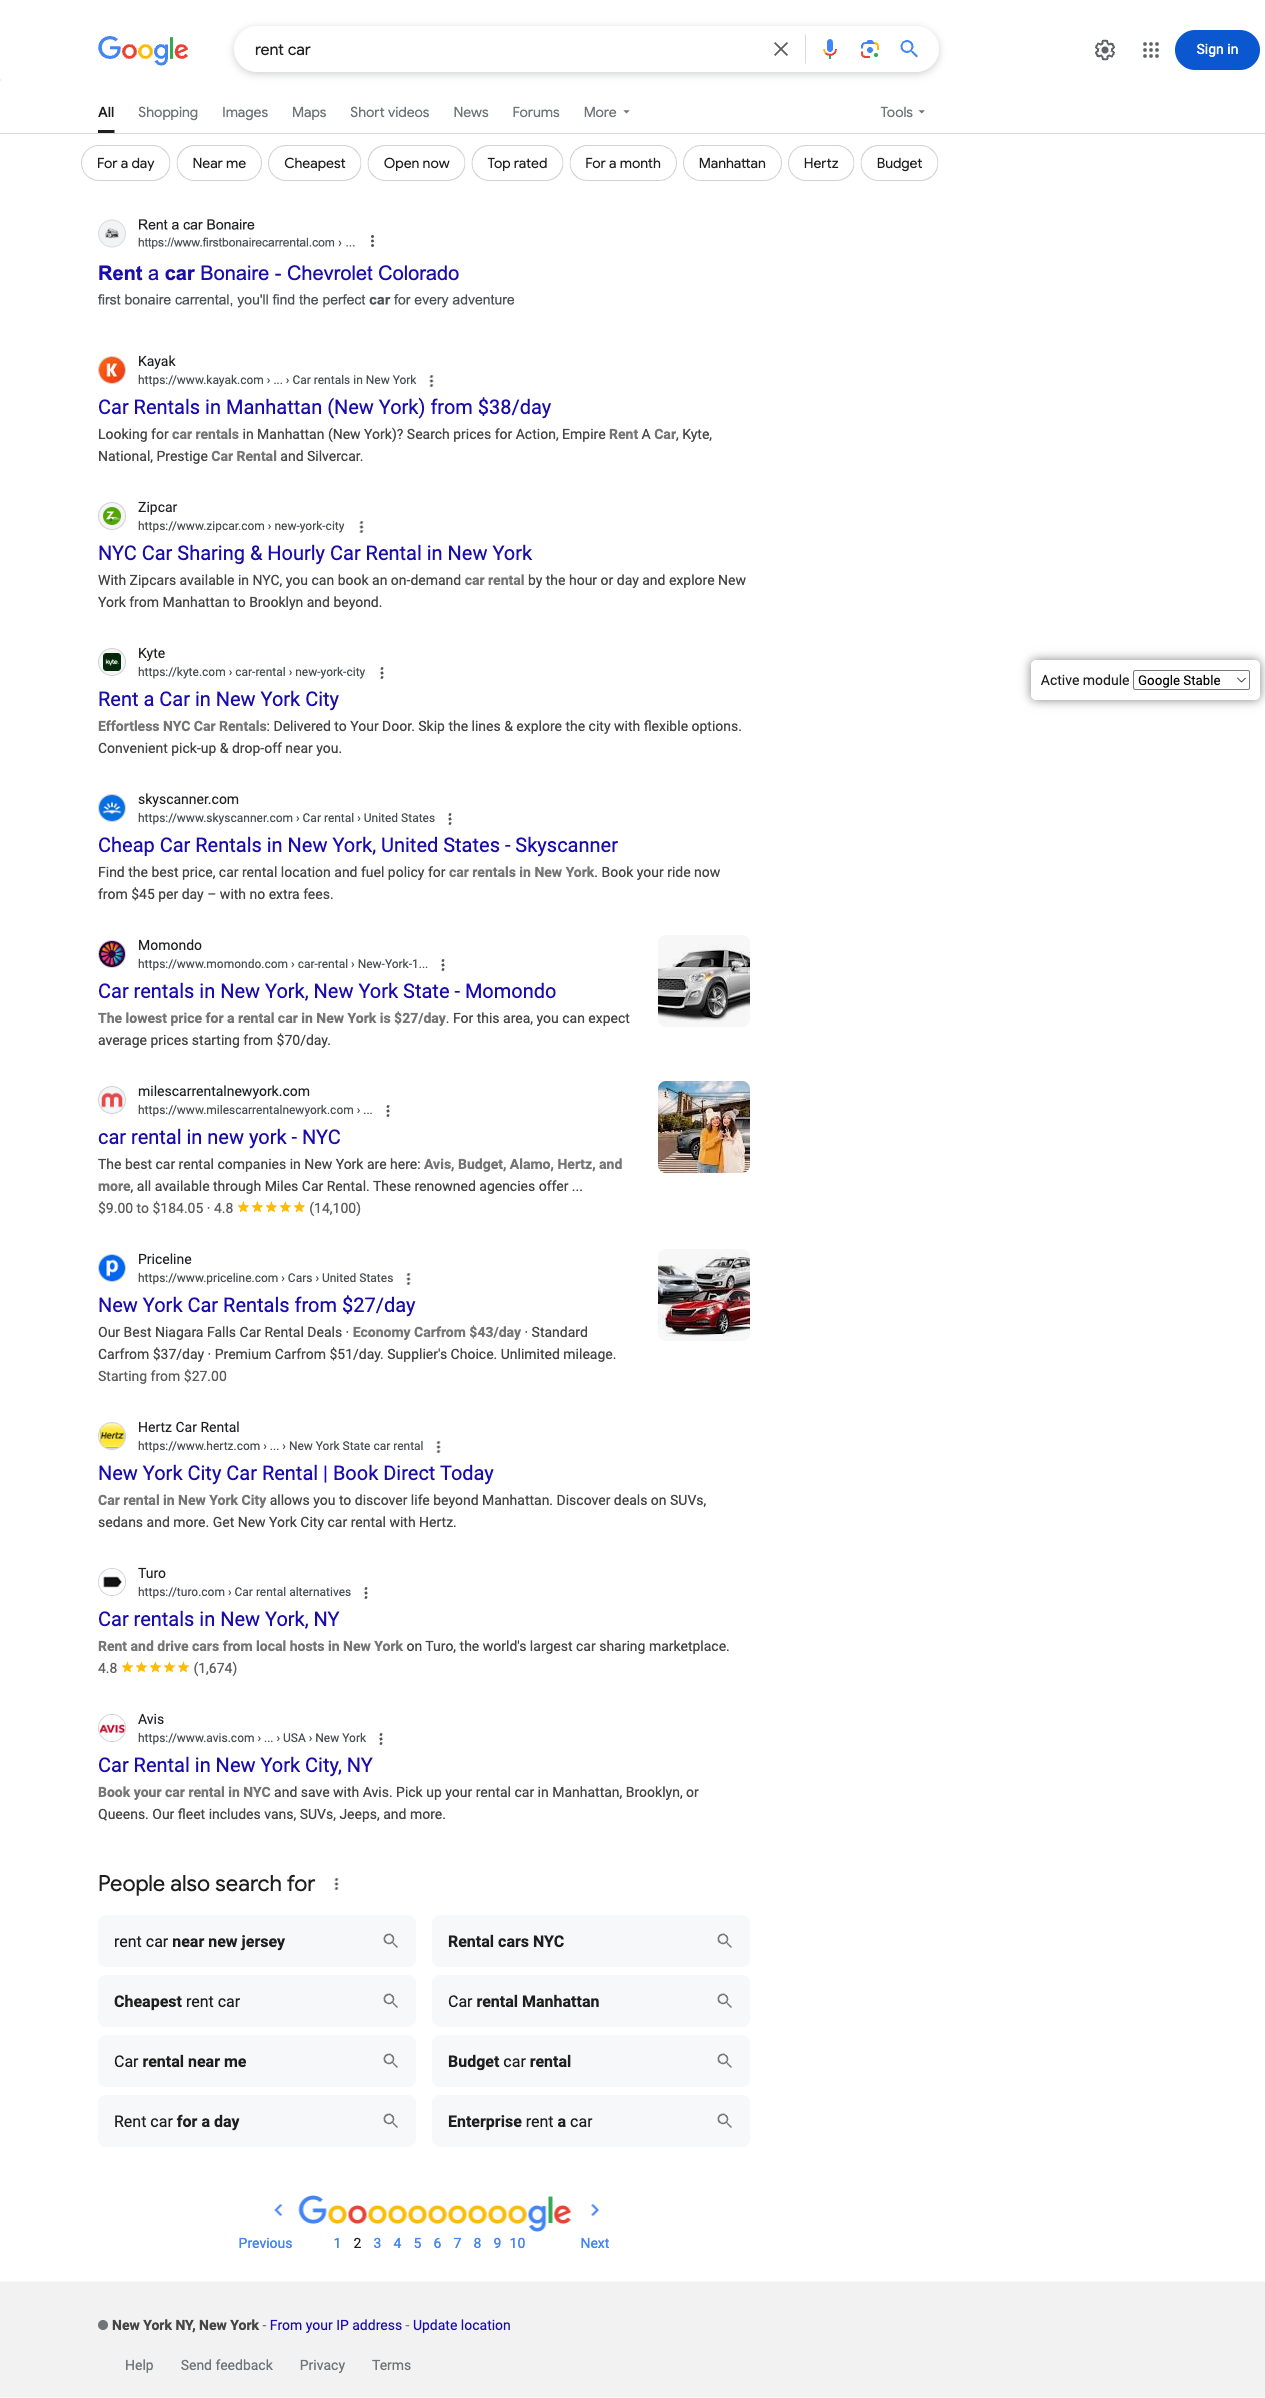 Google
rent car
Sign in
All Shopping Images Maps Short videos News Forums More Tools
For a day Near me Cheapest Open now Top rated For a month Manhattan Hertz Budget
Rent a car Bonaire
https://www.firstbonairecarrental.com › ...
Rent a car Bonaire - Chevrolet Colorado
first bonaire carrental, you'll find the perfect car for every adventure
K
Kayak
https://www.kayak.com › ... › Car rentals in New York
Car Rentals in Manhattan (New York) from $38/day
Looking for car rentals in Manhattan (New York)? Search prices for Action, Empire Rent A Car, Kyte,
National, Prestige Car Rental and Silvercar.
Z
Zipcar
https://www.zipcar.com › new-york-city
NYC Car Sharing & Hourly Car Rental in New York
With Zipcars available in NYC, you can book an on-demand car rental by the hour or day and explore New
York from Manhattan to Brooklyn and beyond.
kyte.
Kyte
https://kyte.com › car-rental › new-york-city
Rent a Car in New York City
Effortless NYC Car Rentals: Delivered to Your Door. Skip the lines & explore the city with flexible options.
Convenient pick-up & drop-off near you.
Active module Google Stable
skyscanner.com
https://www.skyscanner.com › Car rental › United States
Cheap Car Rentals in New York, United States - Skyscanner
Find the best price, car rental location and fuel policy for car rentals in New York. Book your ride now
from $45 per day – with no extra fees.
Momondo
https://www.momondo.com › car-rental › New-York-1...
Car rentals in New York, New York State - Momondo
The lowest price for a rental car in New York is $27/day. For this area, you can expect
average prices starting from $70/day.
m
milescarrentalnewyork.com
https://www.milescarrentalnewyork.com › ...
car rental in new york - NYC
The best car rental companies in New York are here: Avis, Budget, Alamo, Hertz, and
more, all available through Miles Car Rental. These renowned agencies offer ...
$9.00 to $184.05 · 4.8 ★★★★★ (14,100)
p
Priceline
https://www.priceline.com › Cars › United States
New York Car Rentals from $27/day
Our Best Niagara Falls Car Rental Deals · Economy Carfrom $43/day · Standard
Carfrom $37/day · Premium Carfrom $51/day. Supplier's Choice. Unlimited mileage.
Starting from $27.00
Hertz
Hertz Car Rental
https://www.hertz.com › ... › New York State car rental
New York City Car Rental | Book Direct Today
Car rental in New York City allows you to discover life beyond Manhattan. Discover deals on SUVs,
sedans and more. Get New York City car rental with Hertz.
Turo
https://turo.com › Car rental alternatives
Car rentals in New York, NY
Rent and drive cars from local hosts in New York on Turo, the world's largest car sharing marketplace.
4.8 ★★★★★ (1,674)
AVIS
Avis
https://www.avis.com › ... › USA › New York
Car Rental in New York City, NY
Book your car rental in NYC and save with Avis. Pick up your rental car in Manhattan, Brooklyn, or
Queens. Our fleet includes vans, SUVs, Jeeps, and more.
People also search for
rent car near new jersey
Rental cars NYC
Cheapest rent car
Car rental Manhattan
Car rental near me
Budget car rental
Rent car for a day
Enterprise rent a car
Goooooooooogle
Previous 1 2 3 4 5 6 7 8 9 10 Next
New York NY, New York - From your IP address - Update location
Help Send feedback Privacy Terms